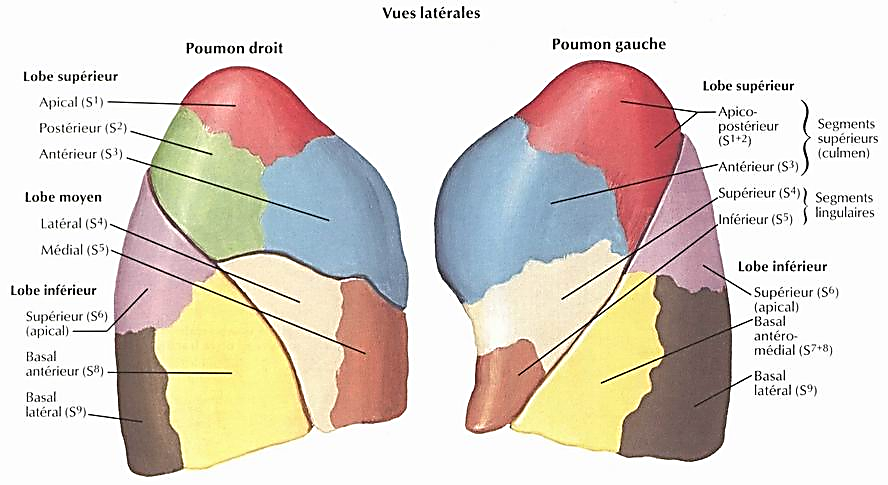 Vues latérales
Poumon droit
Lobe supérieur
Apical (S1)
Postérieur (S2)
Antérieur (S3)
Lobe moyen
Latéral (S4)
Médial (S5)
Lobe inférieur
Supérieur (S6)
(apical)
Basal
antérieur (S8)
Basal
latéral (S9)
Poumon gauche
Lobe supérieur
Apico-
postérieur
(S1+2)
Antérieur (S3)
Segments
supérieurs
(culmen)
Supérieur (S4)
Inférieur (S5)
Segments
lingulaires
Lobe inférieur
Supérieur (S6)
(apical)
Basal
antéro-
médial (S7+8)
Basal
latéral (S9)